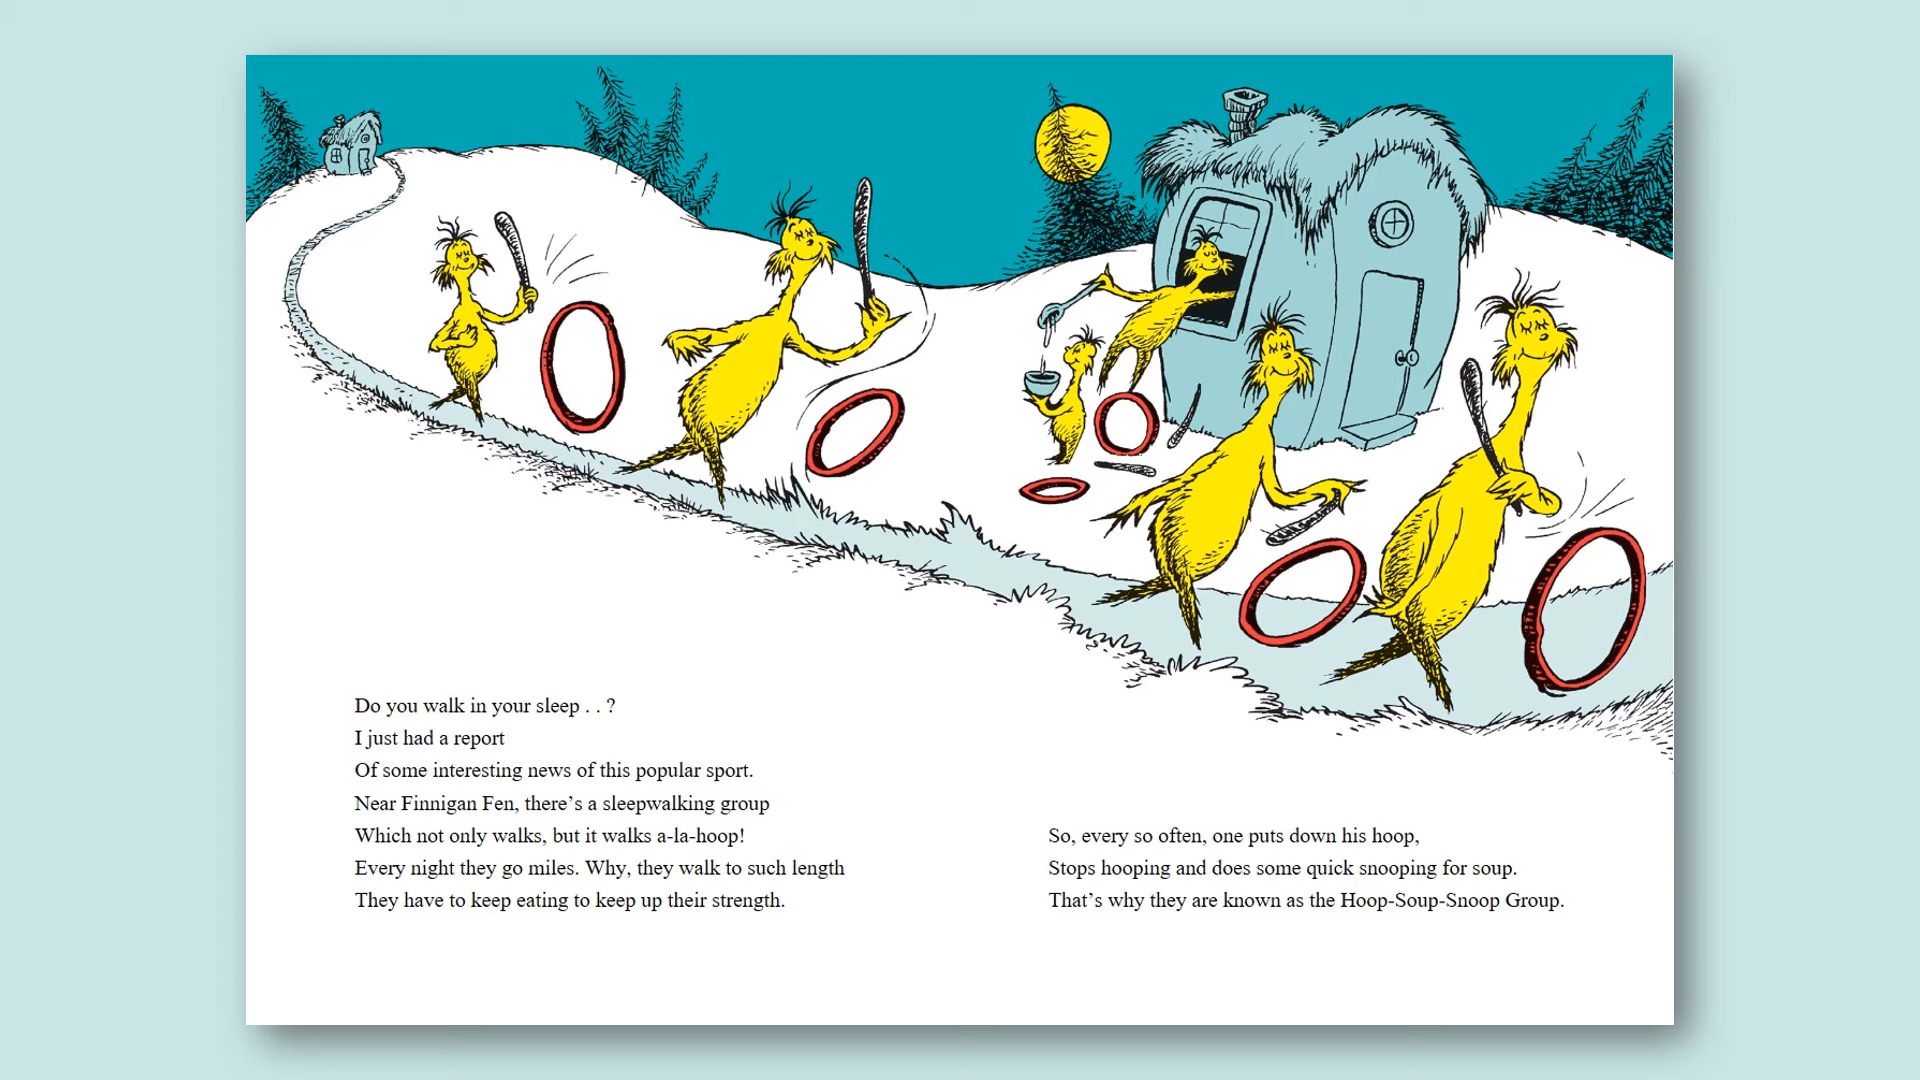 Do you walk in your sleep . . ?
I just had a report
Of some interesting news of this popular sport.
Near Finnigan Fen, there’s a sleepwalking group
Which not only walks, but it walks a-la-hoop!
Every night they go miles. Why, they walk to such length
They have to keep eating to keep up their strength.
So, every so often, one puts down his hoop,
Stops hooping and does some quick snooping for soup.
That’s why they are known as the Hoop-Soup-Snoop Group.